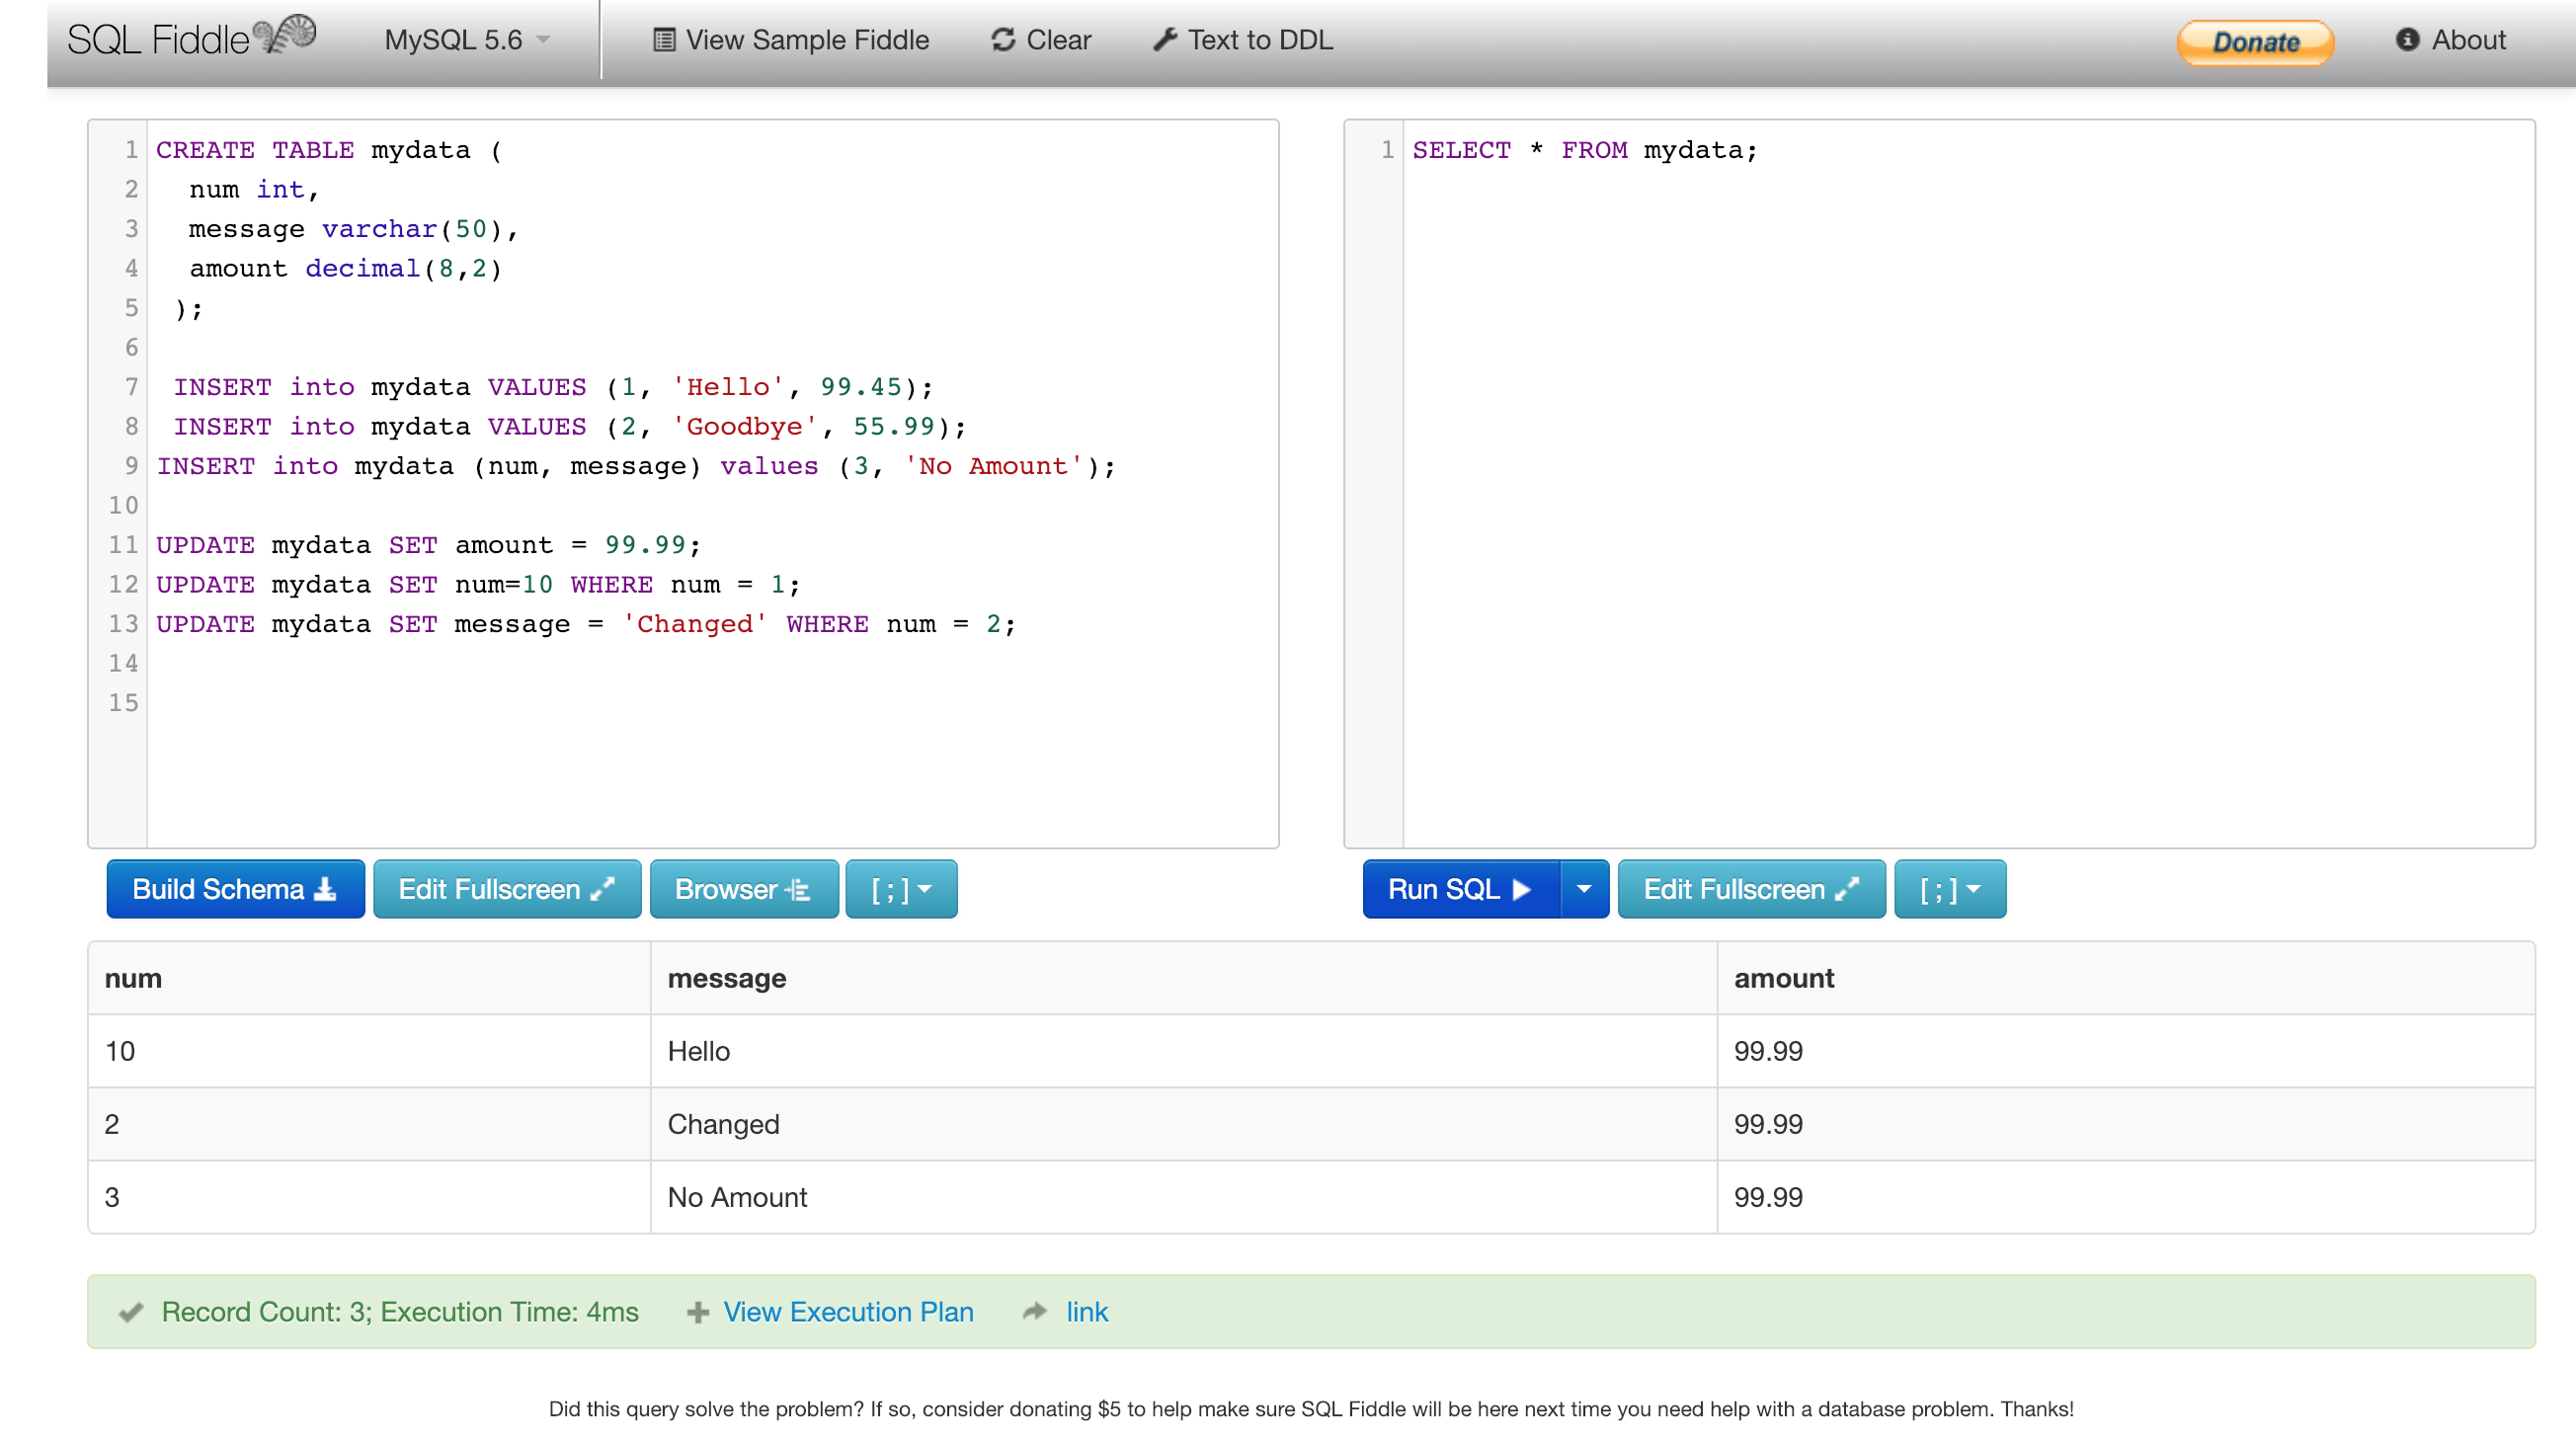 SQL Fiddle MySQL 5.6 View Sample Fiddle Clear Text to DDL Donate About
1 CREATE TABLE mydata (
2 num int,
3 message varchar(50),
4 amount decimal(8,2)
5 );
6
7 INSERT into mydata VALUES (1, 'Hello', 99.45);
8 INSERT into mydata VALUES (2, 'Goodbye', 55.99);
9 INSERT into mydata (num, message) values (3, 'No Amount');
10
11 UPDATE mydata SET amount = 99.99;
12 UPDATE mydata SET num=10 WHERE num = 1;
13 UPDATE mydata SET message = 'Changed' WHERE num = 2;
14
15
1 SELECT * FROM mydata;
Build Schema Edit Fullscreen Browser [ ; ]
Run SQL Edit Fullscreen [ ; ]
num message amount
10 Hello 99.99
2 Changed 99.99
3 No Amount 99.99
Record Count: 3; Execution Time: 4ms View Execution Plan link
Did this query solve the problem? If so, consider donating $5 to help make sure SQL Fiddle will be here next time you need help with a database problem. Thanks!